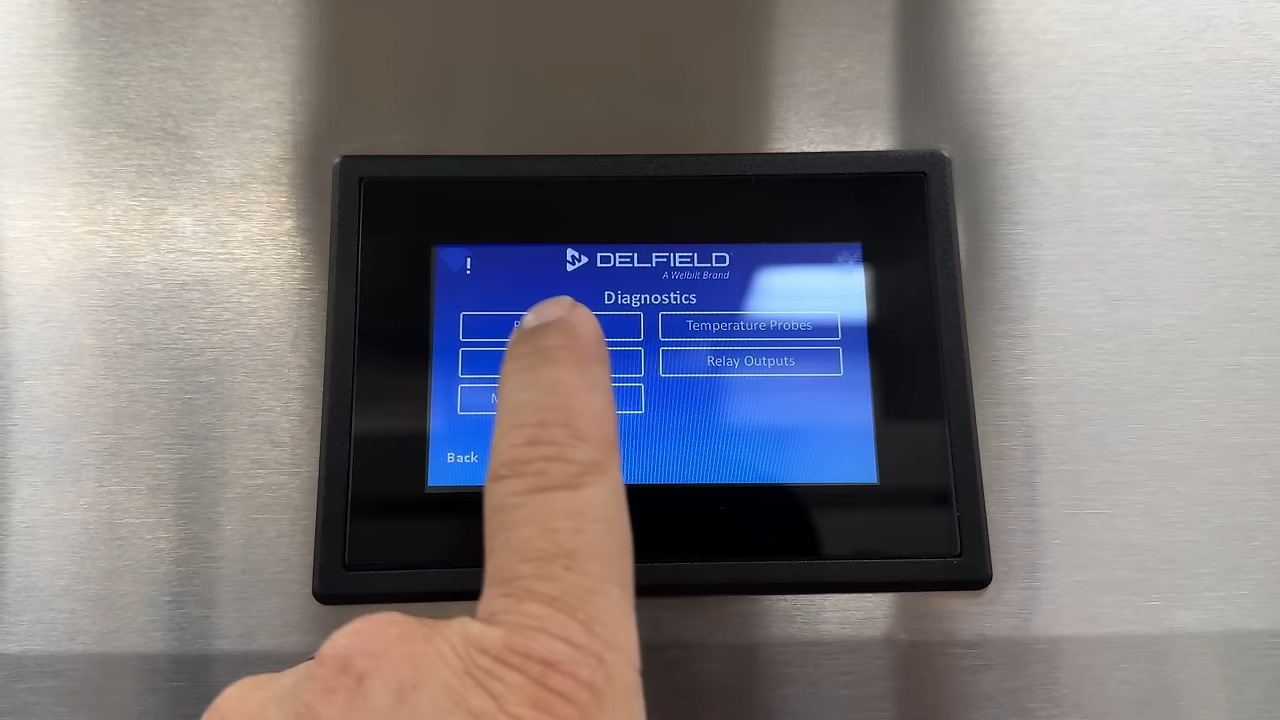 !
DELFIELD
A Welbilt Brand
Diagnostics
Temperature Probes
Relay Outputs
Back